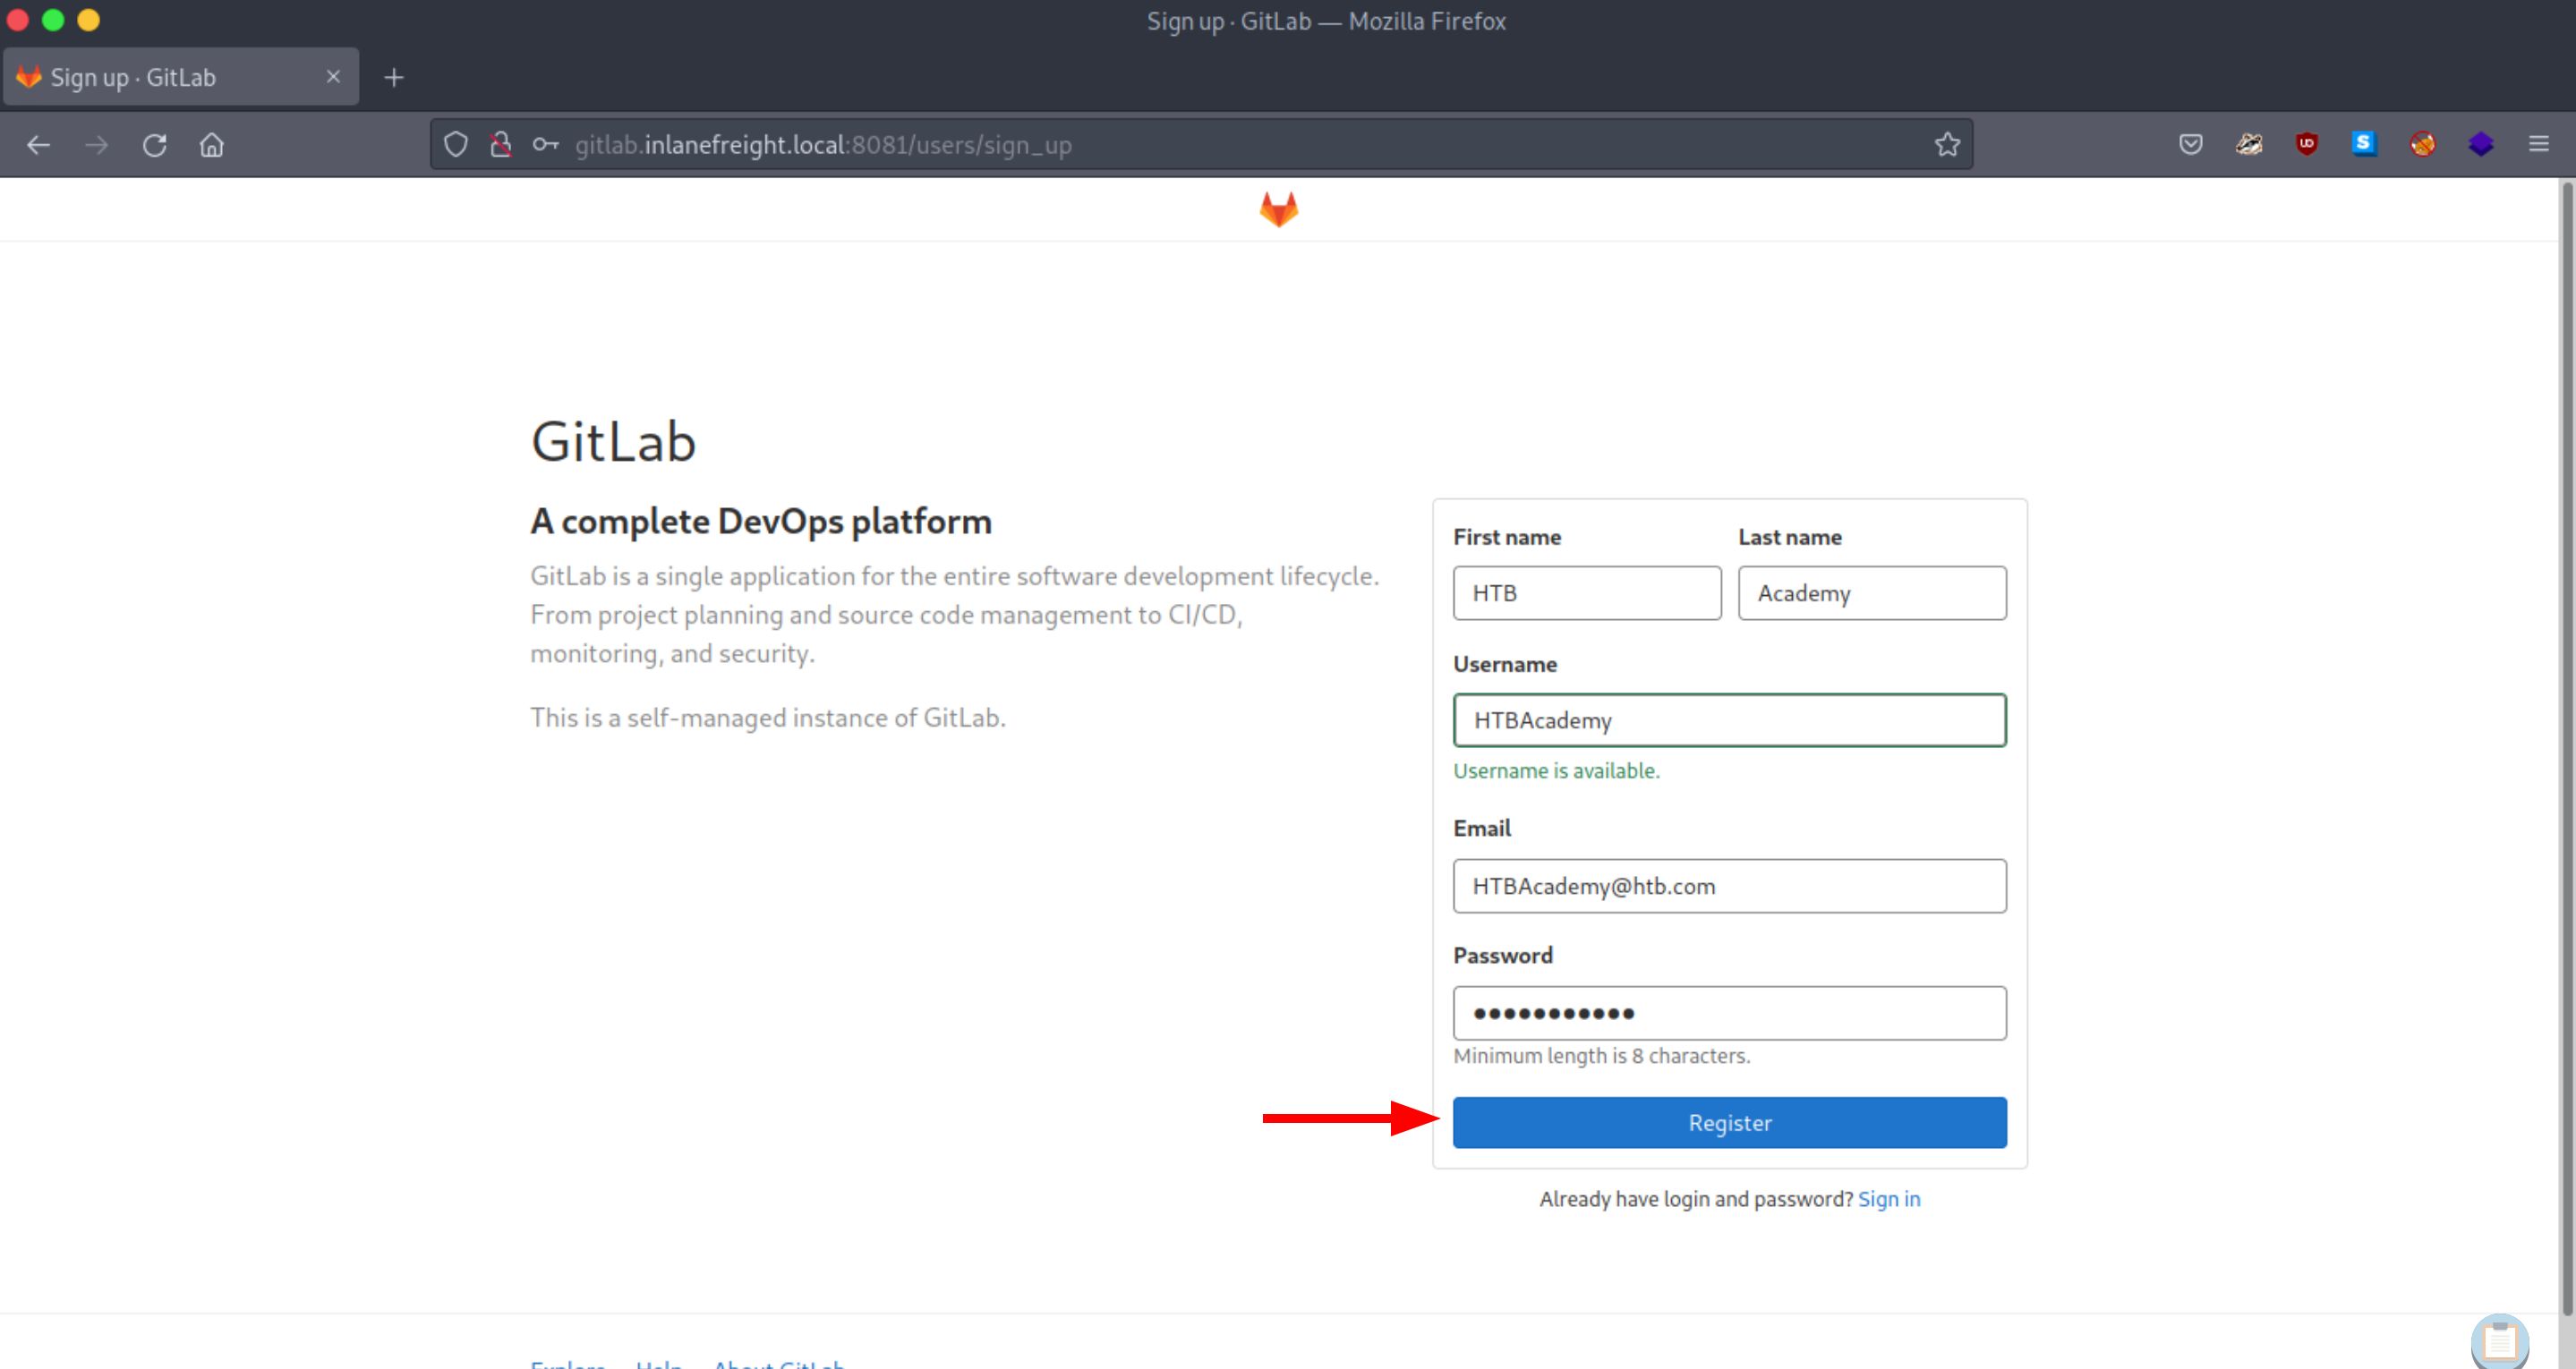 Sign up · GitLab — Mozilla Firefox
Sign up · GitLab
gitlab.inlanefreight.local:8081/users/sign_up
GitLab
A complete DevOps platform
GitLab is a single application for the entire software development lifecycle.
From project planning and source code management to CI/CD,
monitoring, and security.
This is a self-managed instance of GitLab.
First name
Last name
HTB
Academy
Username
HTBAcademy
Username is available.
Email
HTBAcademy@htb.com
Password
•••••••••••
Minimum length is 8 characters.
Register
Already have login and password? Sign in
Explore Help About GitLab